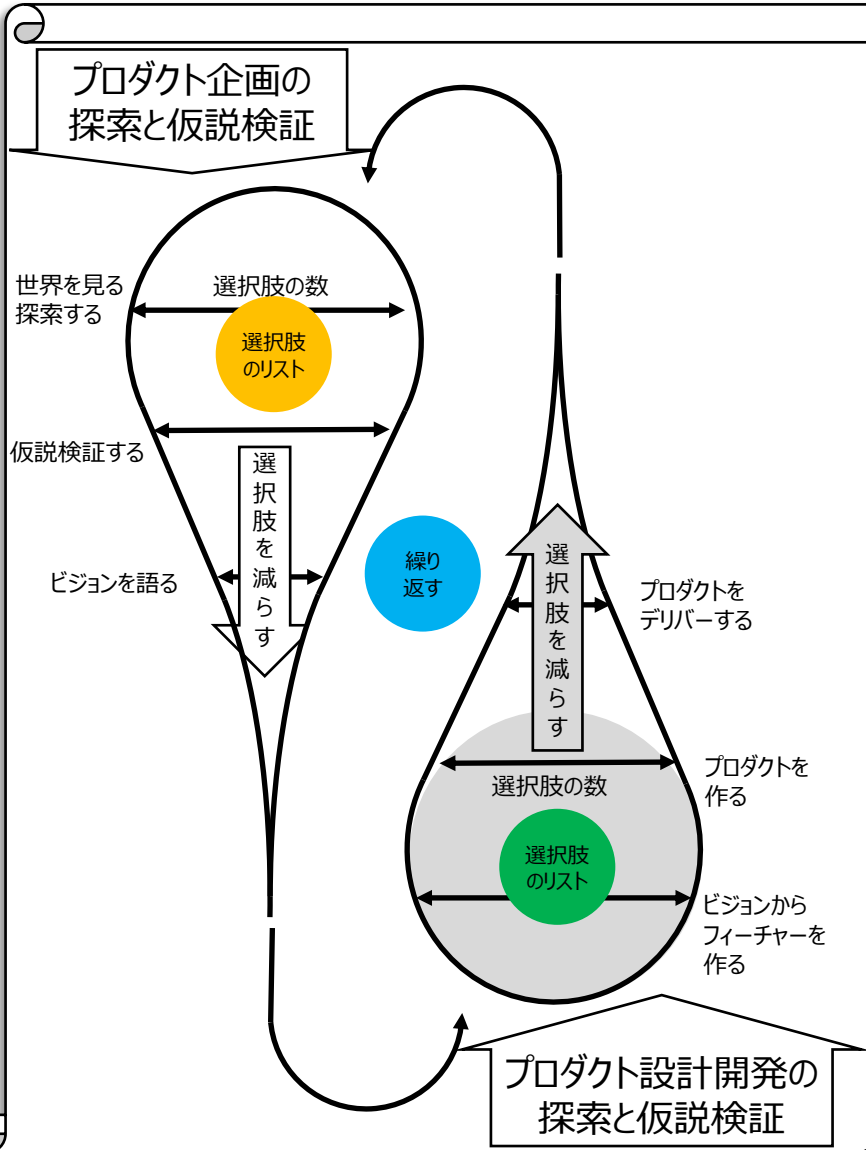 プロダクト企画の
探索と仮説検証
世界を見る
探索する
選択肢の数
選択肢
のリスト
仮説検証する
選択肢を減らす
ビジョンを語る
繰り
返す
選択肢を減らす
プロダクトを
デリバーする
プロダクトを
作る
選択肢の数
選択肢
のリスト
ビジョンから
フィーチャーを
作る
プロダクト設計開発の
探索と仮説検証